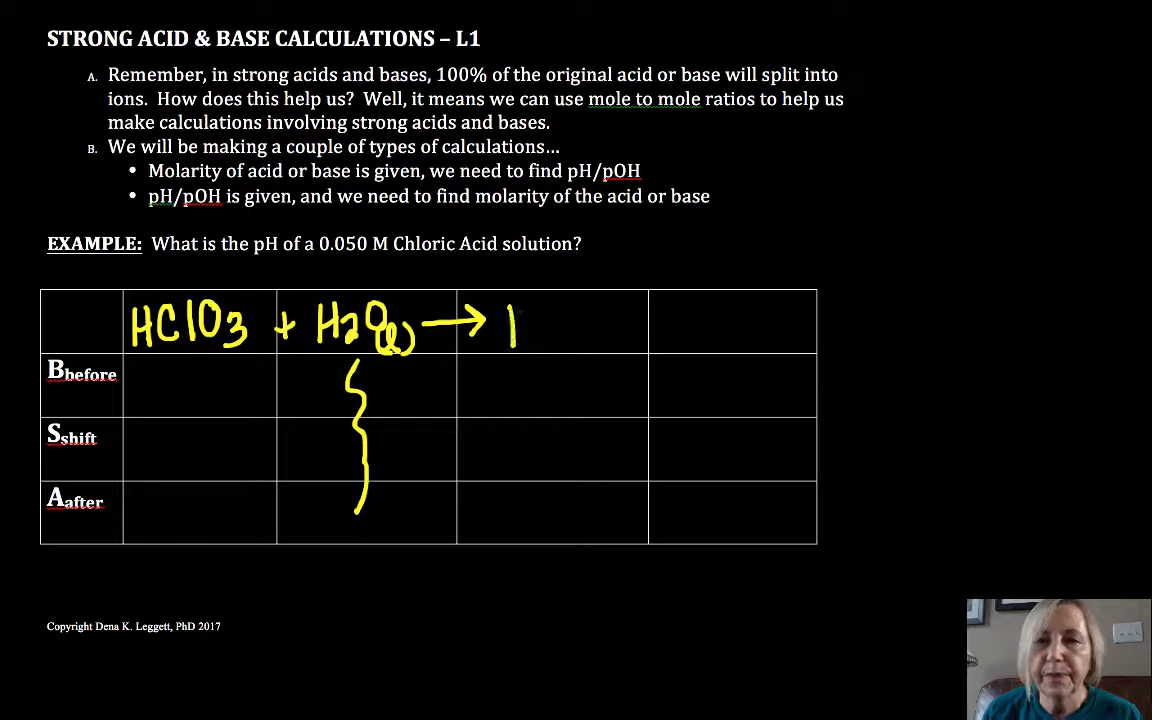 STRONG ACID & BASE CALCULATIONS – L1
A. Remember, in strong acids and bases, 100% of the original acid or base will split into
ions. How does this help us? Well, it means we can use mole to mole ratios to help us
make calculations involving strong acids and bases.
B. We will be making a couple of types of calculations…
• Molarity of acid or base is given, we need to find pH/pOH
• pH/pOH is given, and we need to find molarity of the acid or base
EXAMPLE: What is the pH of a 0.050 M Chloric Acid solution?
HClO3 + H2O(l) →
Bbefore
Sshift
Aafter
Copyright Dena K. Leggett, PhD 2017